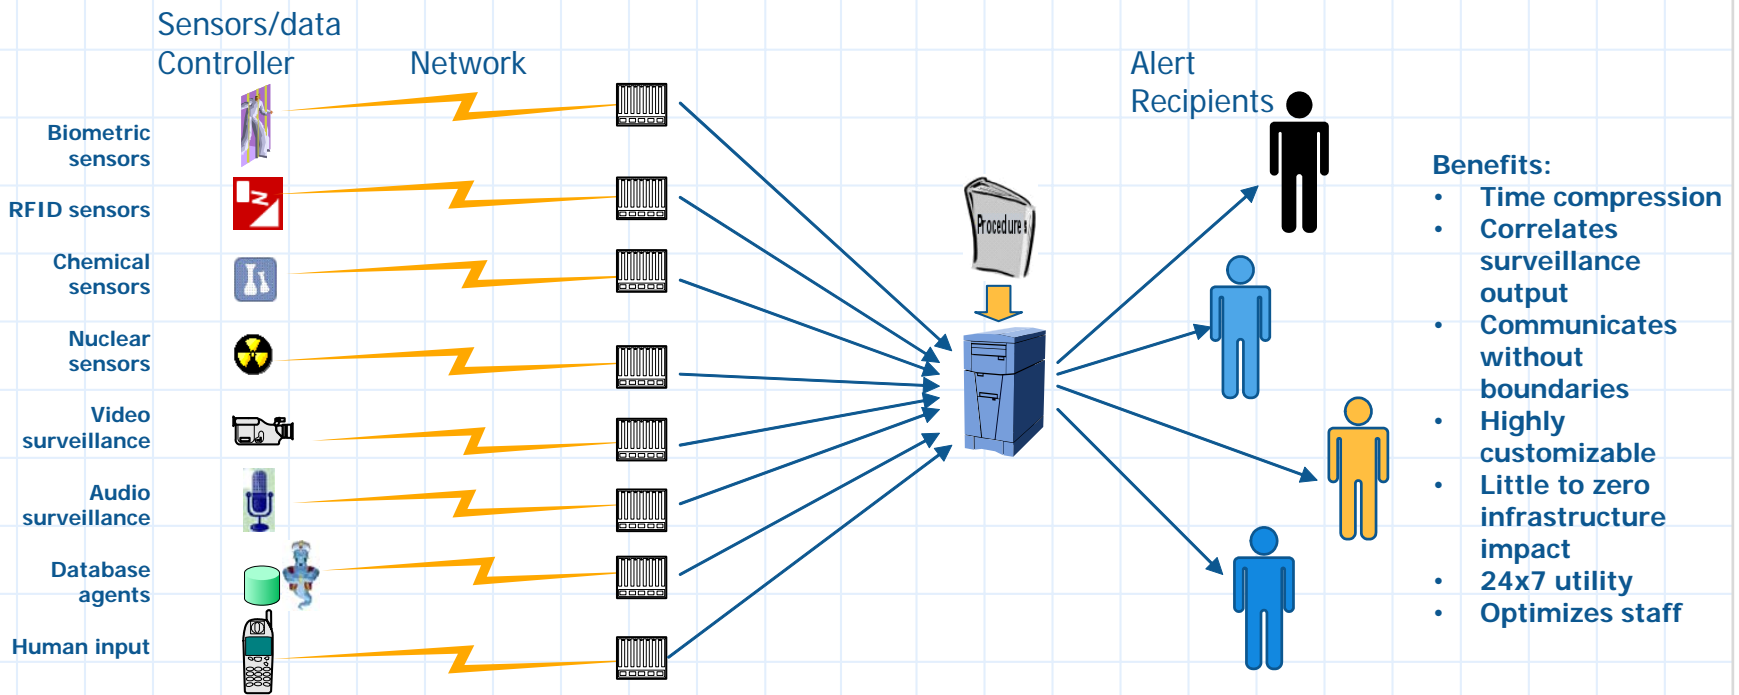 Sensors/data
Controller
Network
Alert
Recipients
Biometric
sensors
RFID sensors
Chemical
sensors
Nuclear
sensors
Video
surveillance
Audio
surveillance
Database
agents
Human input
Procedures
Benefits:
• Time compression
• Correlates
surveillance
output
• Communicates
without
boundaries
• Highly
customizable
• Little to zero
infrastructure
impact
• 24x7 utility
• Optimizes staff